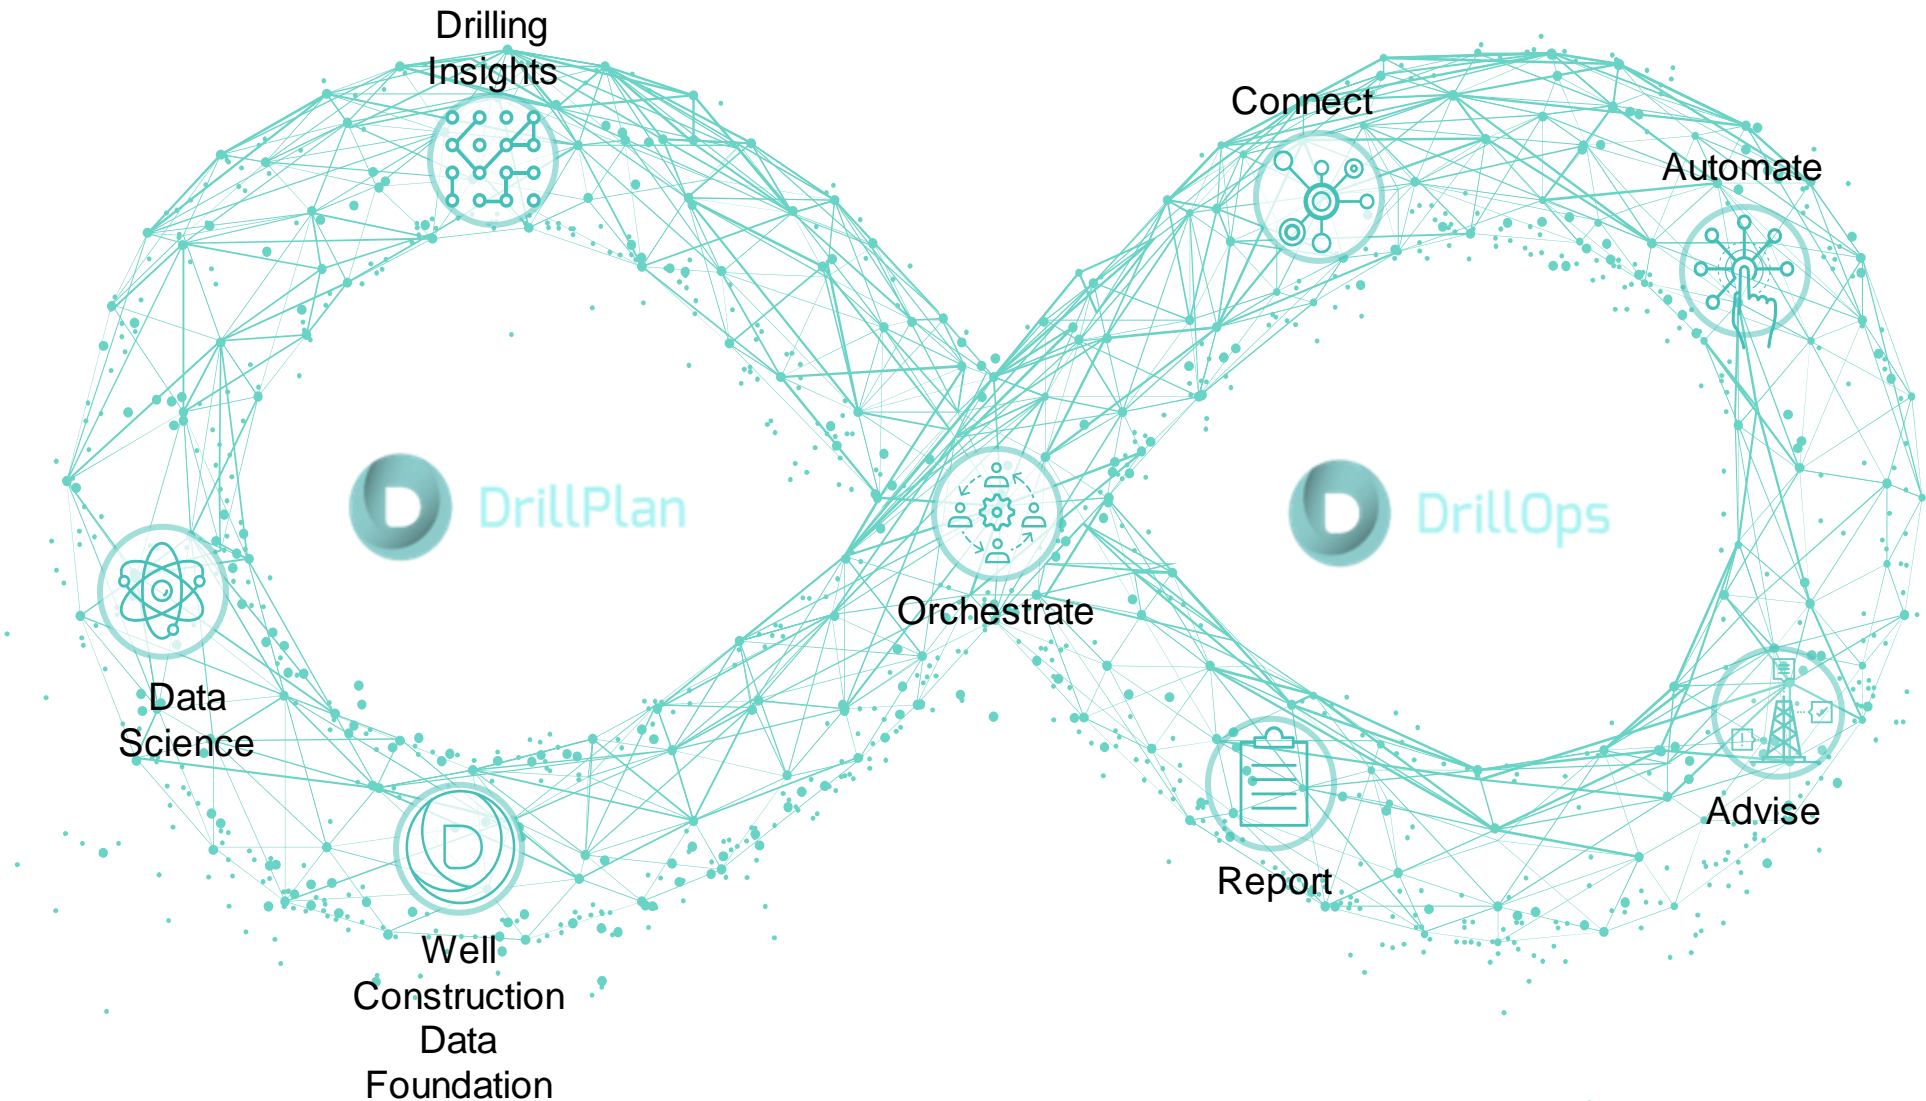 Drilling
Insights
Connect
Automate
DrillPlan
DrillOps
Orchestrate
Data
Science
Advise
Report
Well
Construction
Data
Foundation